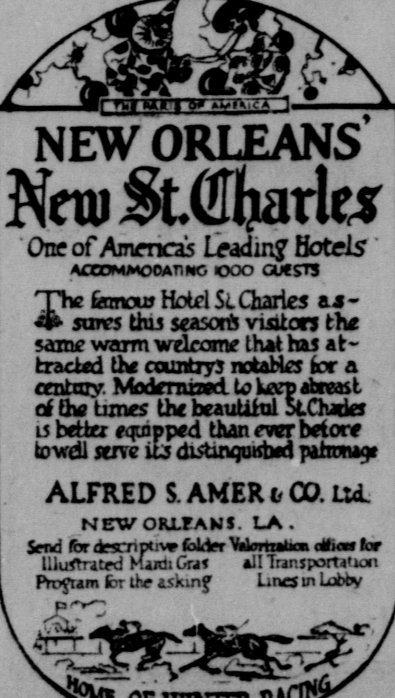 THE PARIS OF AMERICA
NEW ORLEANS'
New St. Charles
One of America's Leading Hotels
ACCOMMODATING 1000 GUESTS
The famous Hotel St. Charles as-
sures this season's visitors the
same warm welcome that has at-
tracted the country's notables for a
century. Modernized to keep abreast
of the times the beautiful St. Charles
is better equipped than ever before
to well serve its distinguished patronage
ALFRED S. AMER & CO. Ltd.
NEW ORLEANS. LA.
Send for descriptive folder
Illustrated Mardi Gras
Program for the asking
Valorization offices for
all Transportation
Lines in Lobby
HOME OF WINTER RACING